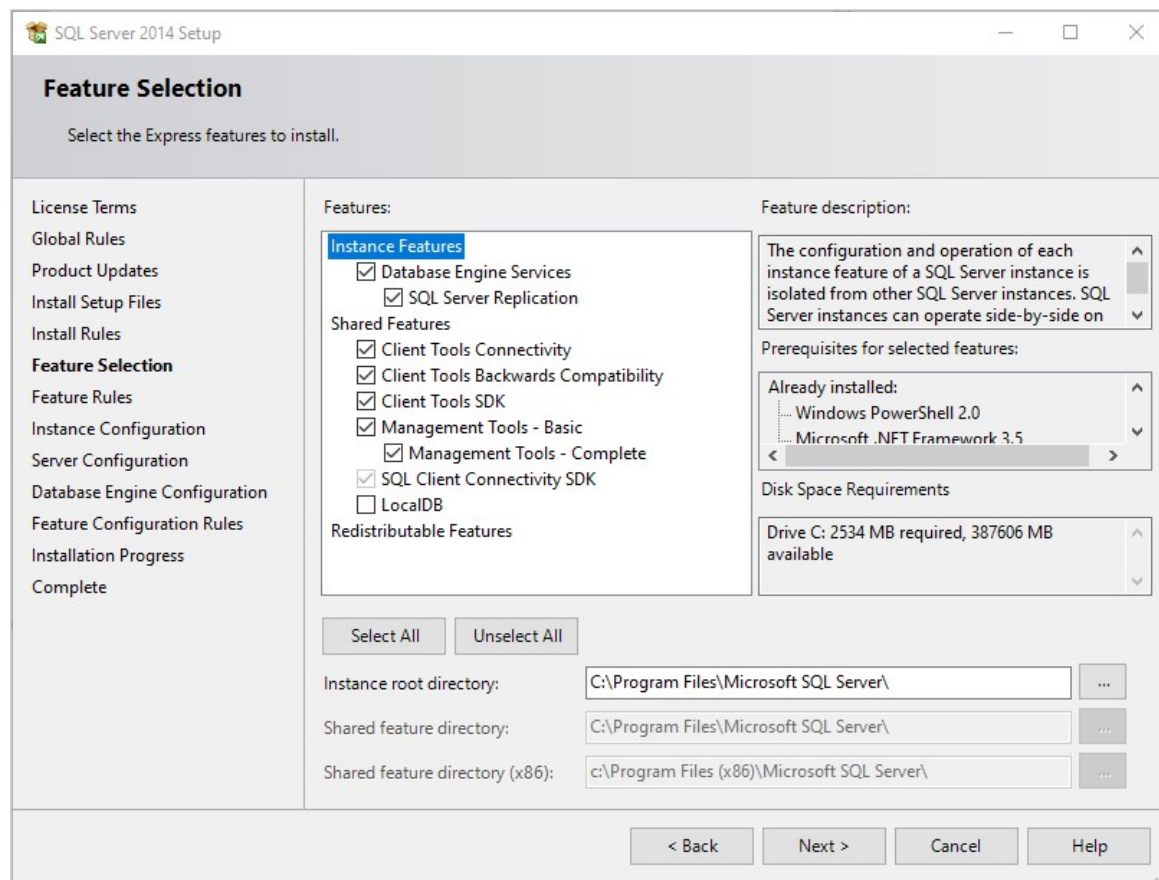 SQL Server 2014 Setup
Feature Selection
Select the Express features to install.
License Terms
Global Rules
Product Updates
Install Setup Files
Install Rules
Feature Selection
Feature Rules
Instance Configuration
Server Configuration
Database Engine Configuration
Feature Configuration Rules
Installation Progress
Complete
Features:
Instance Features
Database Engine Services
SQL Server Replication
Shared Features
Client Tools Connectivity
Client Tools Backwards Compatibility
Client Tools SDK
Management Tools - Basic
Management Tools - Complete
SQL Client Connectivity SDK
LocalDB
Redistributable Features
Feature description:
The configuration and operation of each
instance feature of a SQL Server instance is
isolated from other SQL Server instances. SQL
Server instances can operate side-by-side on
Prerequisites for selected features:
Already installed:
Windows PowerShell 2.0
Microsoft .NET Framework 3.5
Disk Space Requirements
Drive C: 2534 MB required, 387606 MB
available
Select All
Unselect All
Instance root directory:
C:\Program Files\Microsoft SQL Server\
...
Shared feature directory:
C:\Program Files\Microsoft SQL Server\
...
Shared feature directory (x86):
c:\Program Files (x86)\Microsoft SQL Server\
...
< Back
Next >
Cancel
Help